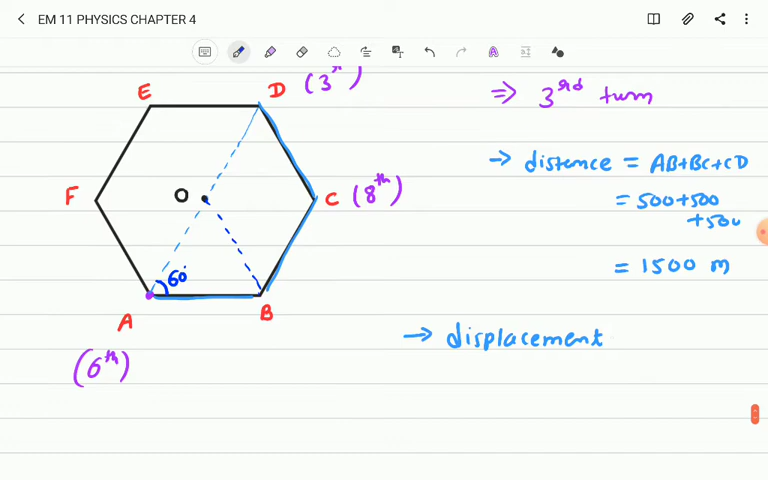 EM 11 PHYSICS CHAPTER 4
E
D (3
⇒ 3rd turn
→ distence = AB+BC+CD
F
O
C (8th)
= 500+500
+500
60°
= 1500 m
A
B
→ displacement
(6th)